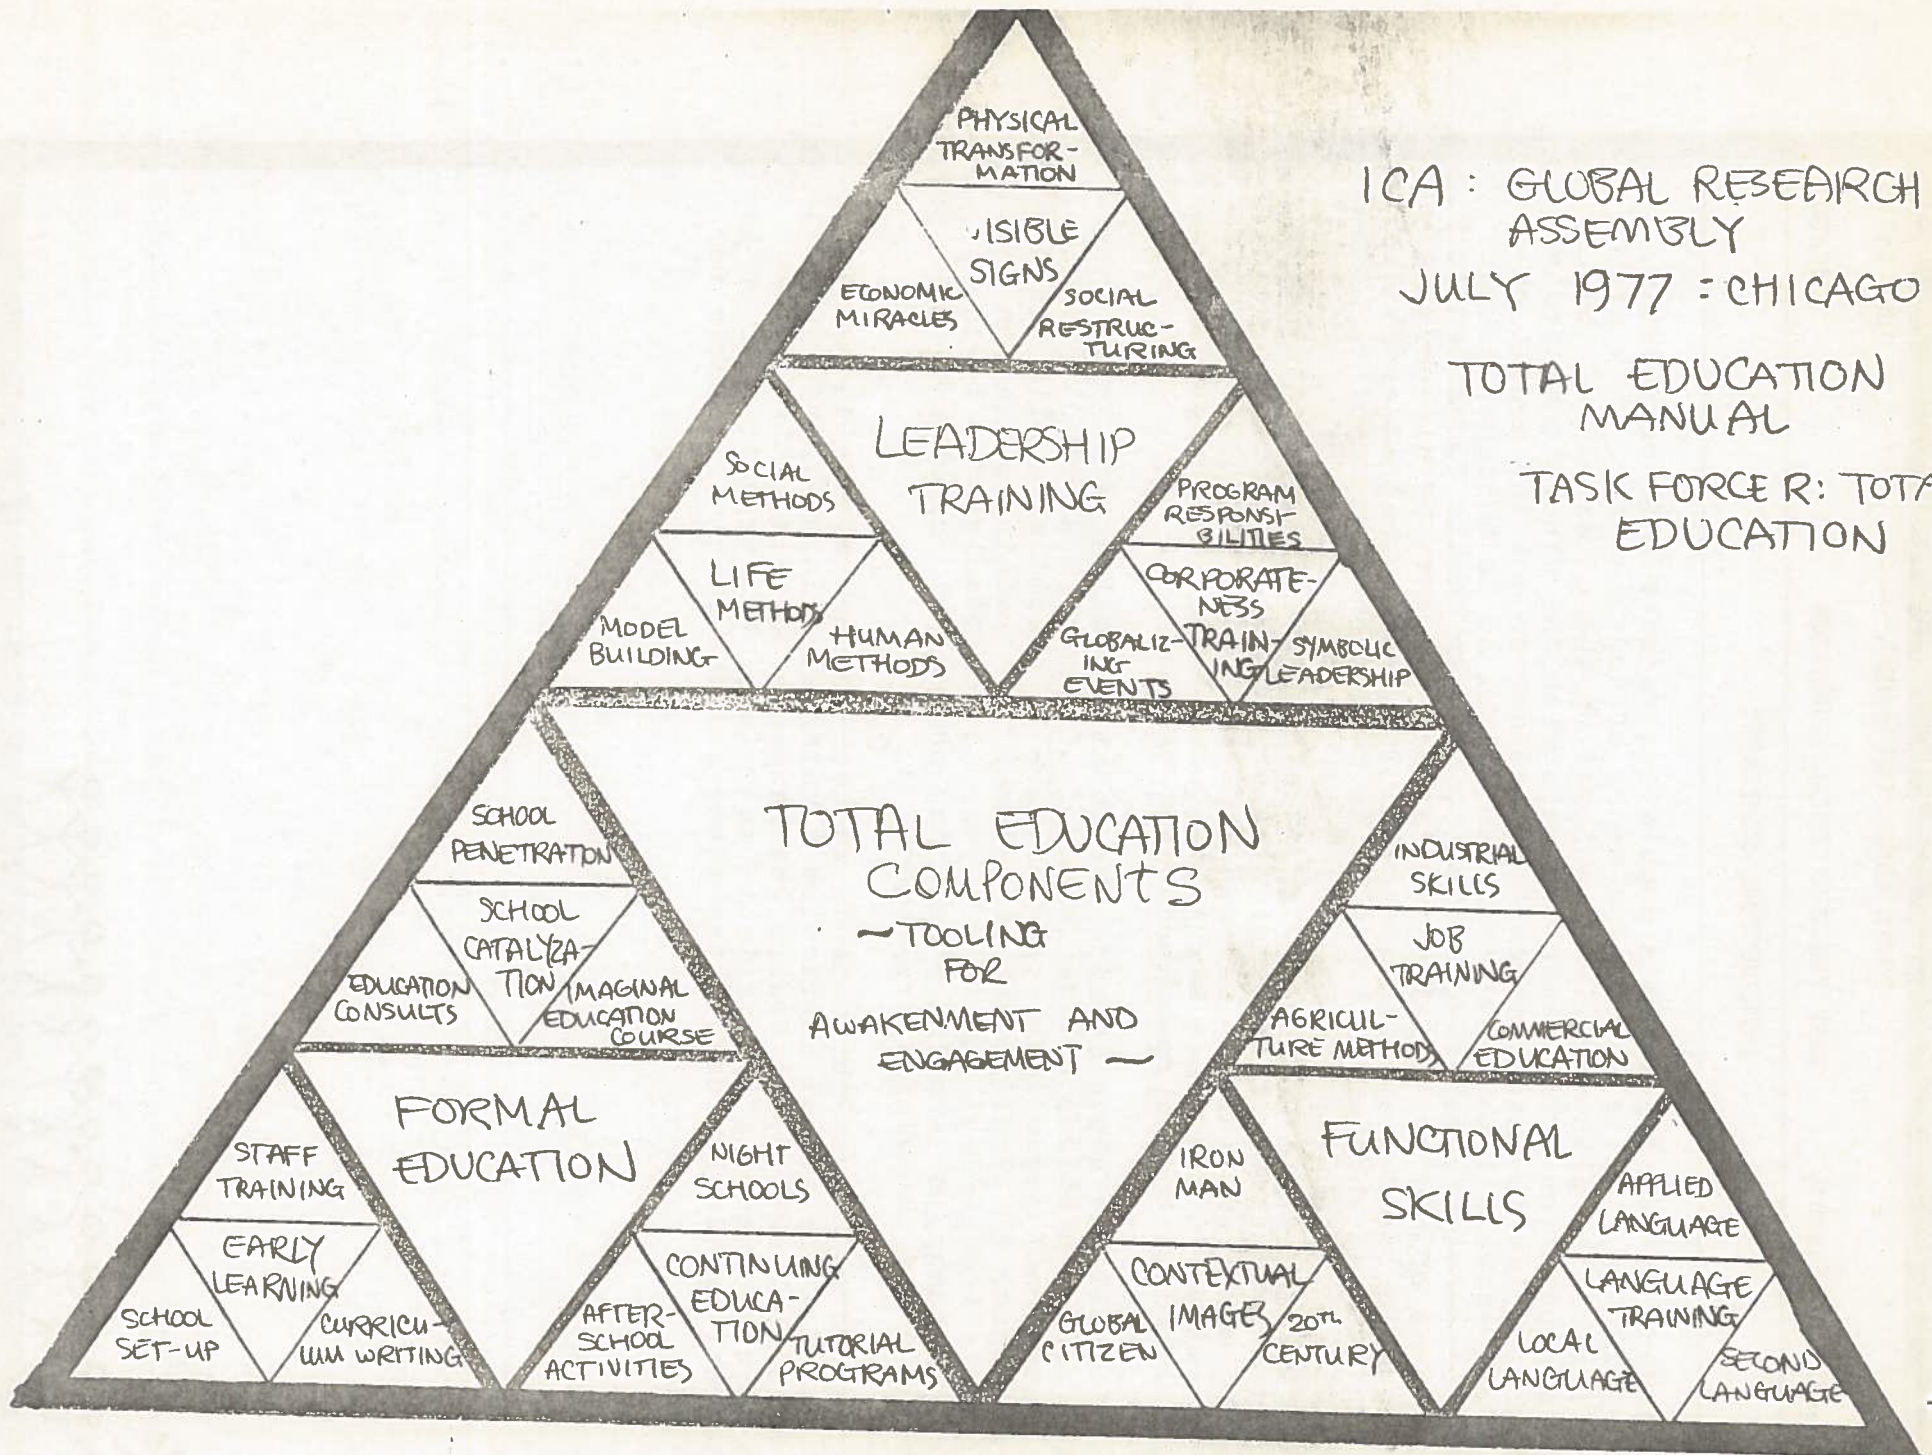 PHYSICAL
TRANSFOR-
MATION
ISIBLE
SIGNS
ECONOMIC
MIRACLES
SOCIAL
RESTRUC-
TURING
ICA : GLOBAL RESEARCH
ASSEMBLY
JULY 1977 : CHICAGO
TOTAL EDUCATION
MANUAL
TASK FORCE R: TOTA
EDUCATION
LEADERSHIP
TRAINING
SOCIAL
METHODS
LIFE
METHODS
MODEL
BUILDING
HUMAN
METHODS
PROGRAM
RESPONSI-
BILITIES
CORPORATE-
NESS
TRAIN-
ING
GLOBALIZ-
ING
EVENTS
SYMBOLIC
LEADERSHIP
TOTAL EDUCATION
COMPONENTS
~TOOLING
FOR
AWAKENMENT AND
ENGAGEMENT ~
SCHOOL
PENETRATION
SCHOOL
CATALYZA-
TION
EDUCATION
CONSULTS
IMAGINAL
EDUCATION
COURSE
INDUSTRIAL
SKILLS
JOB
TRAINING
AGRICUL-
TURE METHODS
COMMERCIAL
EDUCATION
FORMAL
EDUCATION
STAFF
TRAINING
EARLY
LEARNING
SCHOOL
SET-UP
CURRICU-
LUM WRITING
NIGHT
SCHOOLS
CONTINUING
EDUCA-
TION
AFTER-
SCHOOL
ACTIVITIES
TUTORIAL
PROGRAMS
FUNCTIONAL
SKILLS
IRON
MAN
CONTEXTUAL
IMAGES
GLOBAL
CITIZEN
20TH
CENTURY
APPLIED
LANGUAGE
LANGUAGE
TRAINING
LOCAL
LANGUAGE
SECOND
LANGUAGE